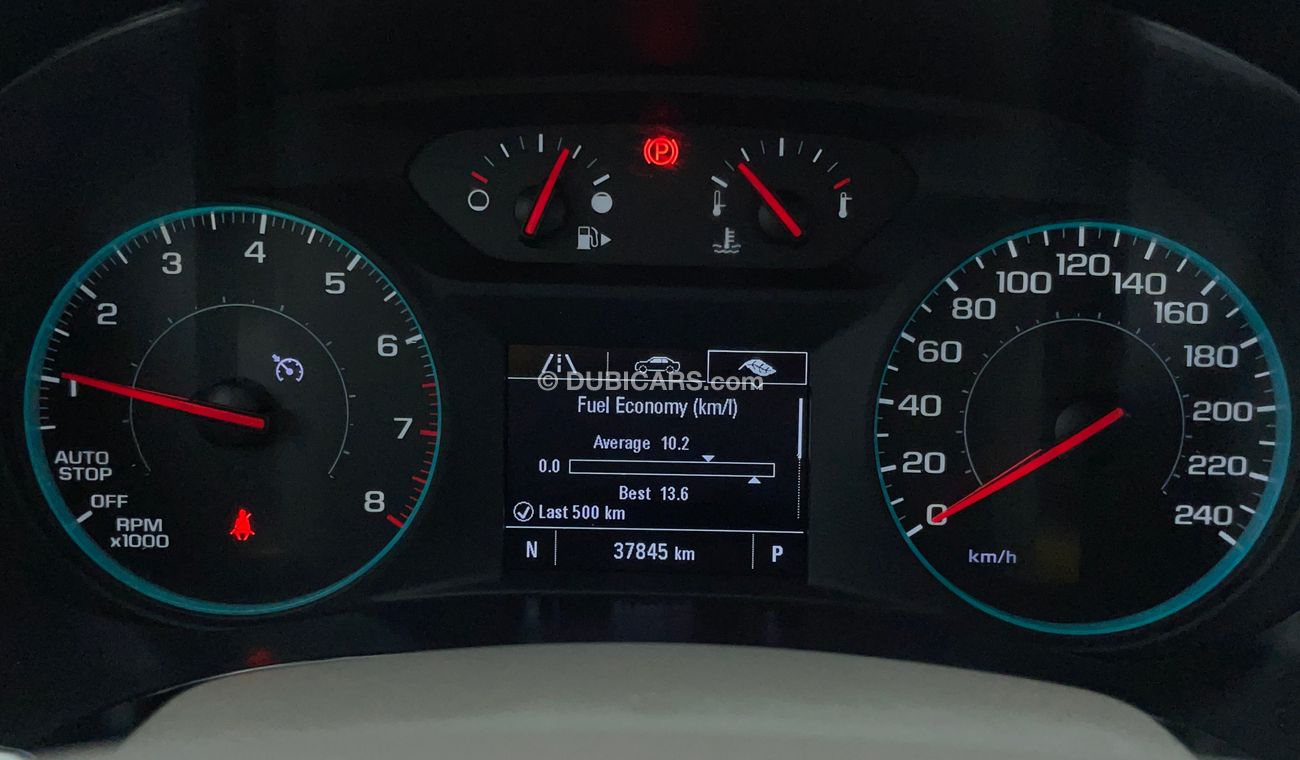 P
1
2
3
4
5
6
7
8
AUTO
STOP
OFF
RPM
x1000
© DUBICARS.com
Fuel Economy (km/l)
Average 10.2
0.0
Best 13.6
Last 500 km
N 37845 km P
0
20
40
60
80
100
120
140
160
180
200
220
240
km/h